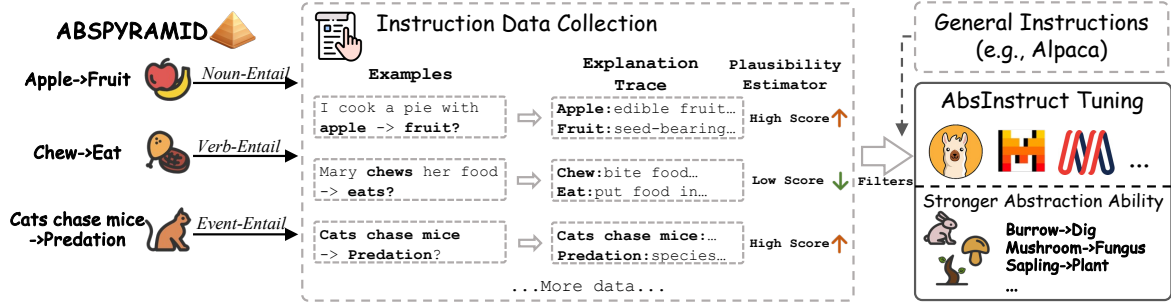 ABSPYRAMID
Apple->Fruit
Noun-Entail
Chew->Eat
Verb-Entail
Cats chase mice
->Predation
Event-Entail
Instruction Data Collection
Examples
Explanation
Trace
Plausibility
Estimator
I cook a pie with
apple -> fruit?
Apple:edible fruit…
Fruit:seed-bearing…
High Score
Mary chews her food
-> eats?
Chew:bite food…
Eat:put food in…
Low Score
Cats chase mice
-> Predation?
Cats chase mice:…
Predation:species…
High Score
...More data...
Filters
General Instructions
(e.g., Alpaca)
AbsInstruct Tuning
...
Stronger Abstraction Ability
Burrow->Dig
Mushroom->Fungus
Sapling->Plant
...